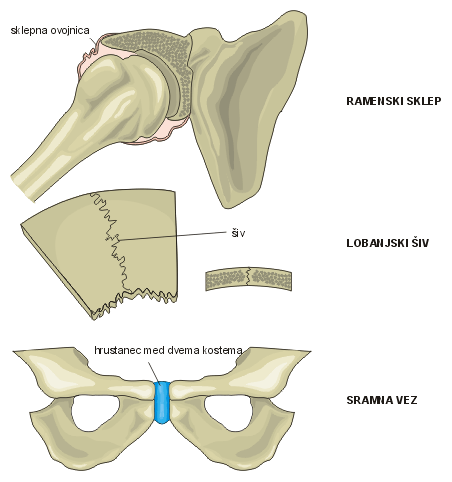 sklepna ovojnica
RAMENSKI SKLEP
šiv
LOBANJSKI ŠIV
hrustanec med dvema kostema
SRAMNA VEZ